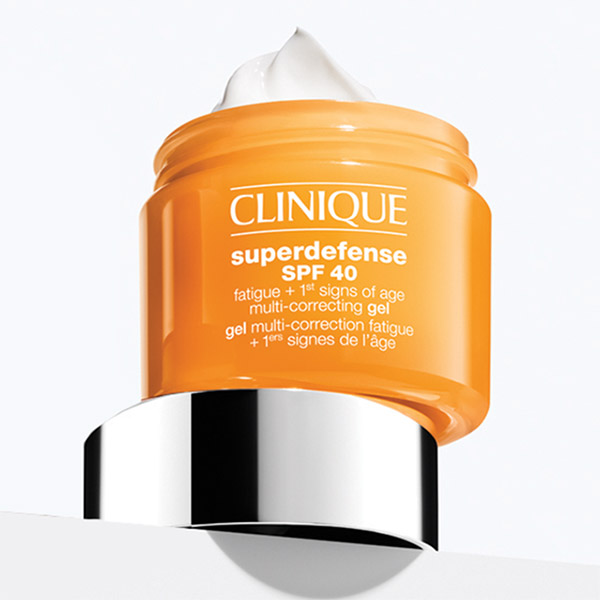 CLINIQUE
superdefense
SPF 40
fatigue + 1st signs of age
multi-correcting gel
gel multi-correction fatigue
+ 1ers signes de l'âge